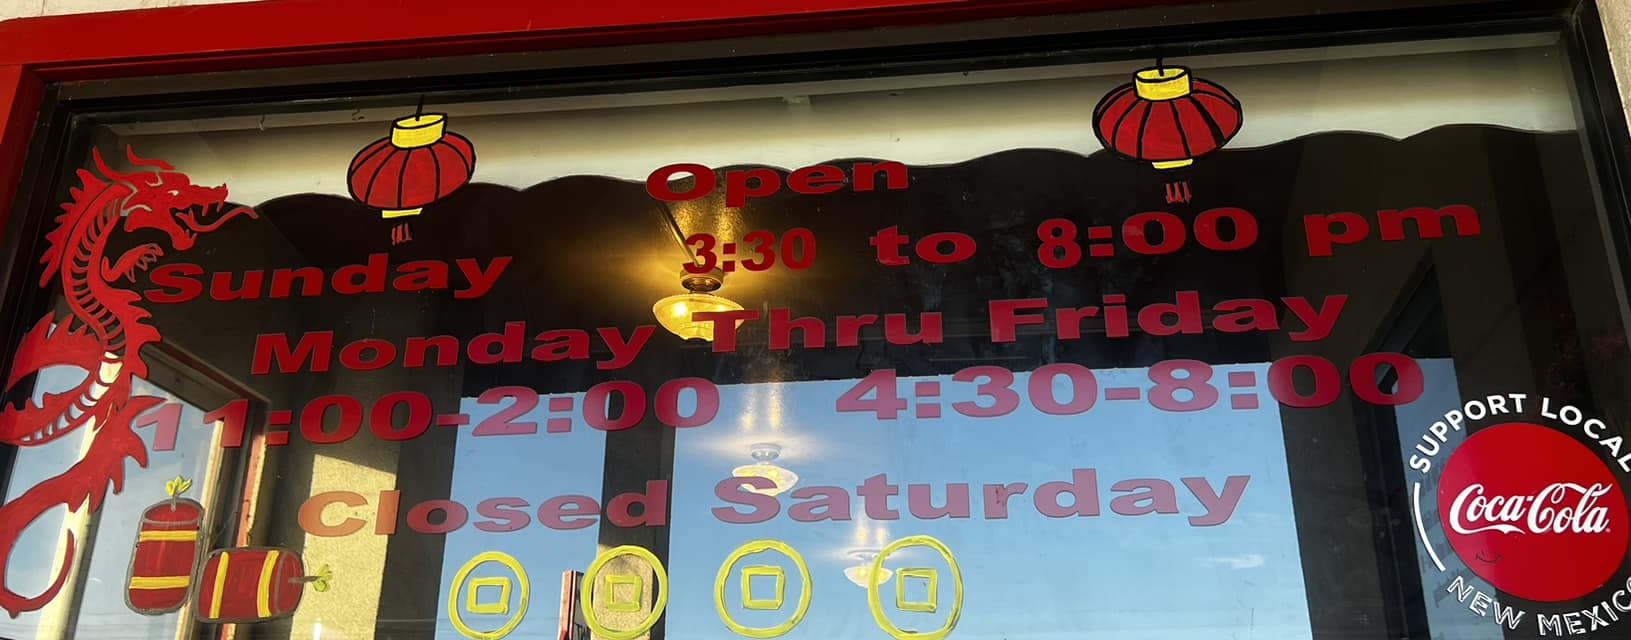 Open
Sunday 3:30 to 8:00 pm
Monday Thru Friday
11:00-2:00 4:30-8:00
Closed Saturday
SUPPORT LOCAL
Coca-Cola
NEW MEXICO